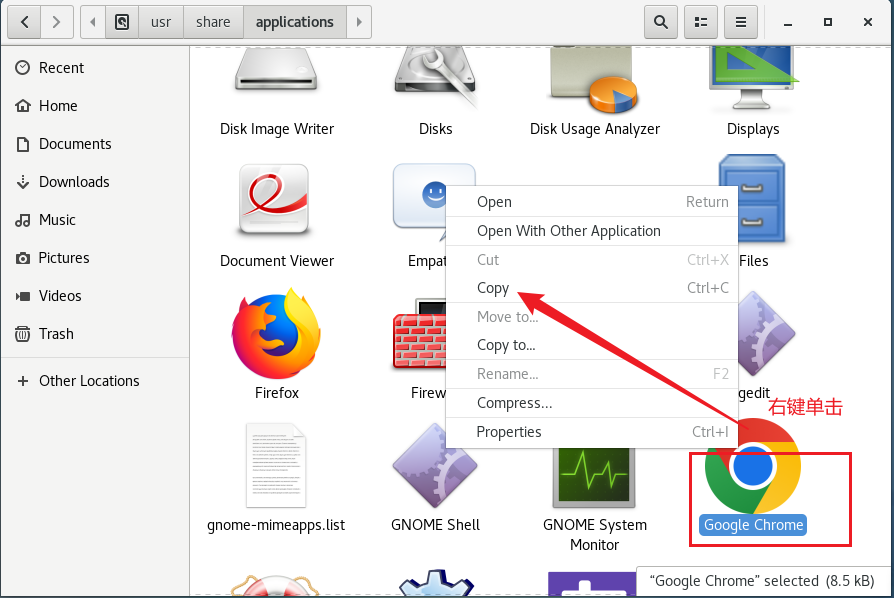 usr
share
applications
Recent
Home
Documents
Downloads
Music
Pictures
Videos
Trash
Other Locations
Disk Image Writer
Disks
Disk Usage Analyzer
Displays
Document Viewer
Empat
Files
Firefox
Firew
gedit
gnome-mimeapps.list
GNOME Shell
GNOME System
Monitor
Google Chrome
Open Return
Open With Other Application
Cut Ctrl+X
Copy Ctrl+C
Move to...
Copy to...
Rename... F2
Compress...
Properties Ctrl+I
右键单击
“Google Chrome” selected (8.5 kB)